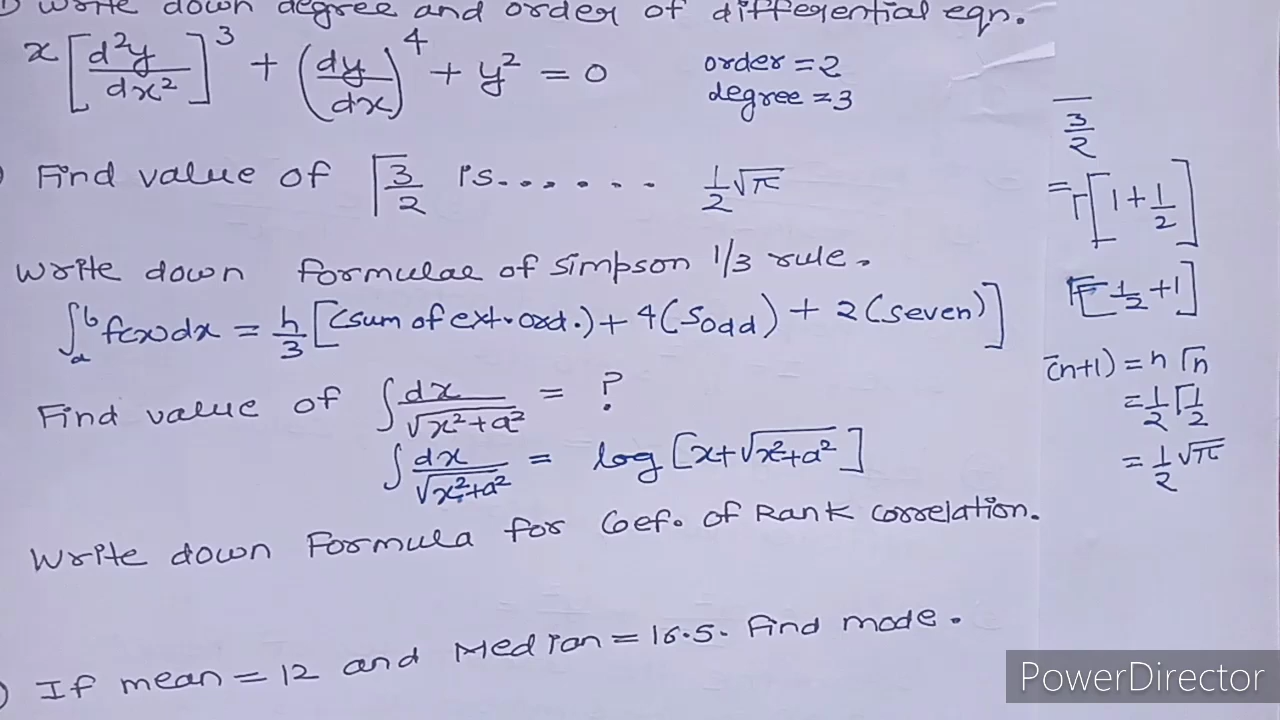 Write down degree and order of differential eqn.
x [d²y/dx²]³ + (dy/dx)⁴ + y² = 0
order = 2
degree = 3
Find value of Γ3/2 is......  1/2 √π
3/2
= Γ[1 + 1/2]
Γ[1/2 + 1]
(n+1) = n Γn
= 1/2 Γ1/2
= 1/2 √π
Write down formulae of Simpson 1/3 rule.
∫ₐᵇ f(x) dx = h/3 [(sum of ext. ord.) + 4 (Sodd) + 2 (Seven)]
Find value of ∫ dx/√x²+a² = ?
∫ dx/√x²+a² = log [x+√x²+a²]
Write down Formula for Coef. of Rank correlation.
If mean = 12 and Median = 16.5. Find mode.
PowerDirector